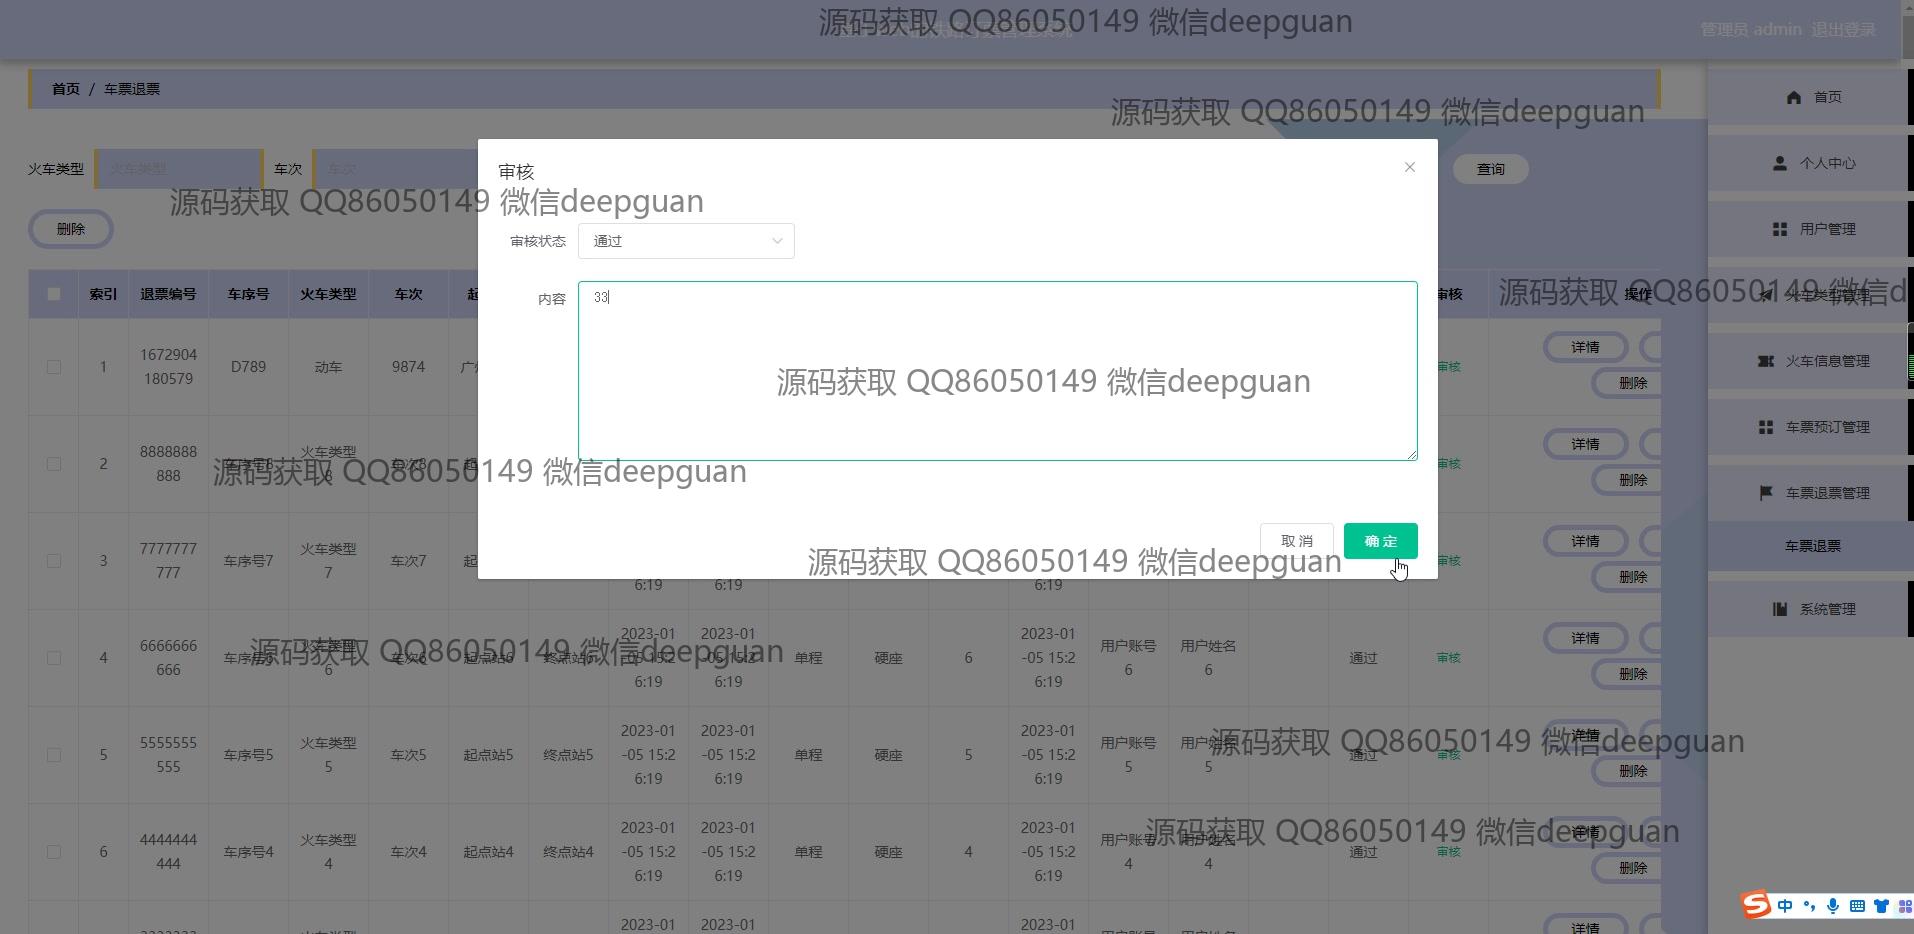 源码获取 QQ86050149 微信deepguan
管理员 admin 退出登录
首页 / 车票退票
源码获取 QQ86050149 微信deepguan
首页
个人中心
用户管理
火车类型管理
火车信息管理
车票预订管理
车票退票管理
车票退票
系统管理
火车类型 火车类型 车次 车次
查询
源码获取 QQ86050149 微信deepguan
删除
审核
审核状态 通过
内容 33
源码获取 QQ86050149 微信deepguan
取消 确定
源码获取 QQ86050149 微信deepguan
索引 退票编号 车序号 火车类型 车次 起 审核 操作
源码获取 QQ86050149 微信d
1 1672904180579 D789 动车 9874 广 审核 详情 删除
2 8888888888 车序号8 火车类型8 车次8 起 审核 详情 删除
源码获取 QQ86050149 微信deepguan
3 7777777777 车序号7 火车类型7 车次7 起 6:19 6:19 6:19 审核 详情 删除
4 6666666666 车序号6 火车类型6 车次6 起点站6 终点站6 2023-01-05 15:26:19 2023-01-05 15:26:19 单程 硬座 6 2023-01-05 15:26:19 用户账号6 用户姓名6 通过 审核 详情 删除
源码获取 QQ86050149 微信deepguan
5 5555555555 车序号5 火车类型5 车次5 起点站5 终点站5 2023-01-05 15:26:19 2023-01-05 15:26:19 单程 硬座 5 2023-01-05 15:26:19 用户账号5 用户姓名5 通过 审核 详情 删除
源码获取 QQ86050149 微信deepguan
6 4444444444 车序号4 火车类型4 车次4 起点站4 终点站4 2023-01-05 15:26:19 2023-01-05 15:26:19 单程 硬座 4 2023-01-05 15:26:19 用户账号4 用户姓名4 通过 审核 详情 删除
源码获取 QQ86050149 微信deepguan
2023-01 2023-01 2023-01 详情
中